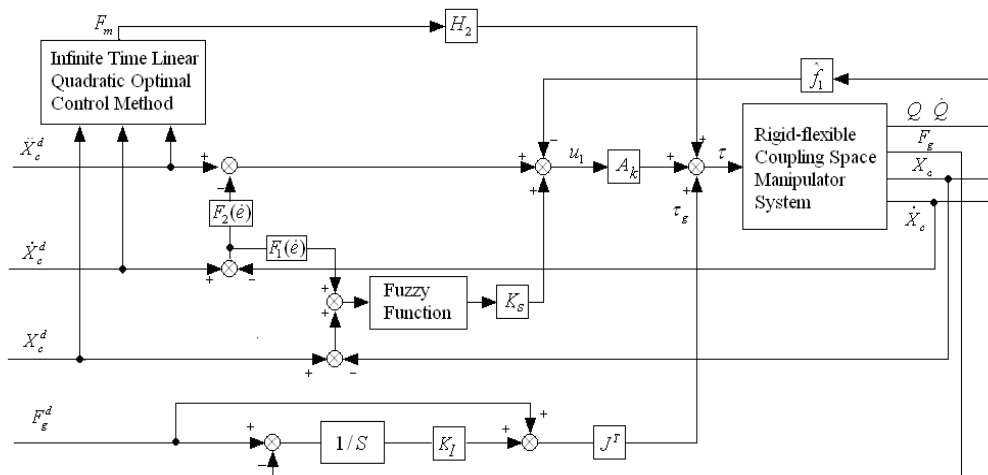 F_m
H_2
Infinite Time Linear
Quadratic Optimal
Control Method
f̂_1
Q Q̇
F_g
X_c
Ẋ_c
Rigid-flexible
Coupling Space
Manipulator
System
Ẍ_c^d
+
−
+
−
+
u_1
A_k
+
+
+
τ
τ_g
F_2(ė)
F_1(ė)
Ẋ_c^d
+
−
+
+
Fuzzy
Function
K_s
X_c^d
+
−
F_g^d
+
−
1/S
K_I
+
+
J^T